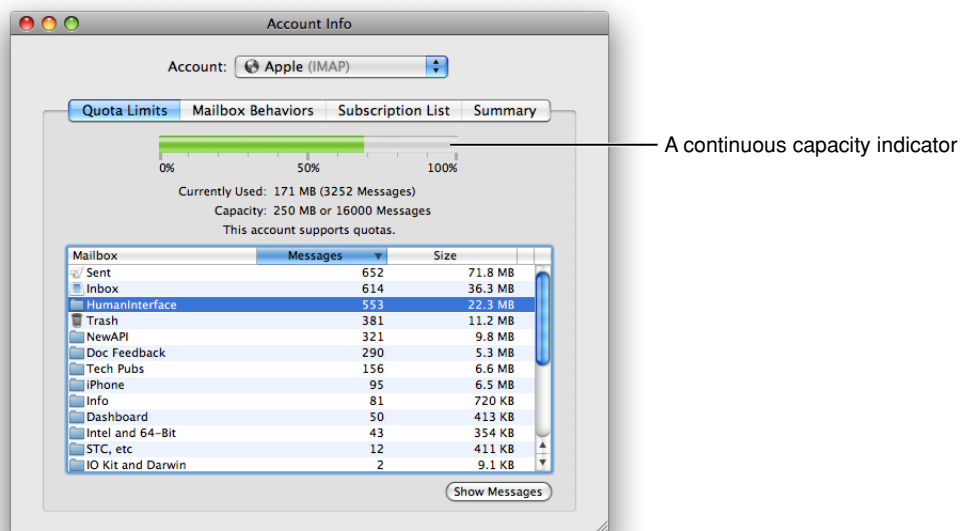 Account Info
Account: Apple (IMAP)
Quota Limits Mailbox Behaviors Subscription List Summary
A continuous capacity indicator
0% 50% 100%
Currently Used: 171 MB (3252 Messages)
Capacity: 250 MB or 16000 Messages
This account supports quotas.
Mailbox Messages Size
Sent 652 71.8 MB
Inbox 614 36.3 MB
HumanInterface 553 22.3 MB
Trash 381 11.2 MB
NewAPI 321 9.8 MB
Doc Feedback 290 5.3 MB
Tech Pubs 156 6.6 MB
iPhone 95 6.5 MB
Info 81 720 KB
Dashboard 50 413 KB
Intel and 64-Bit 43 354 KB
STC, etc 12 411 KB
IO Kit and Darwin 2 9.1 KB
Show Messages